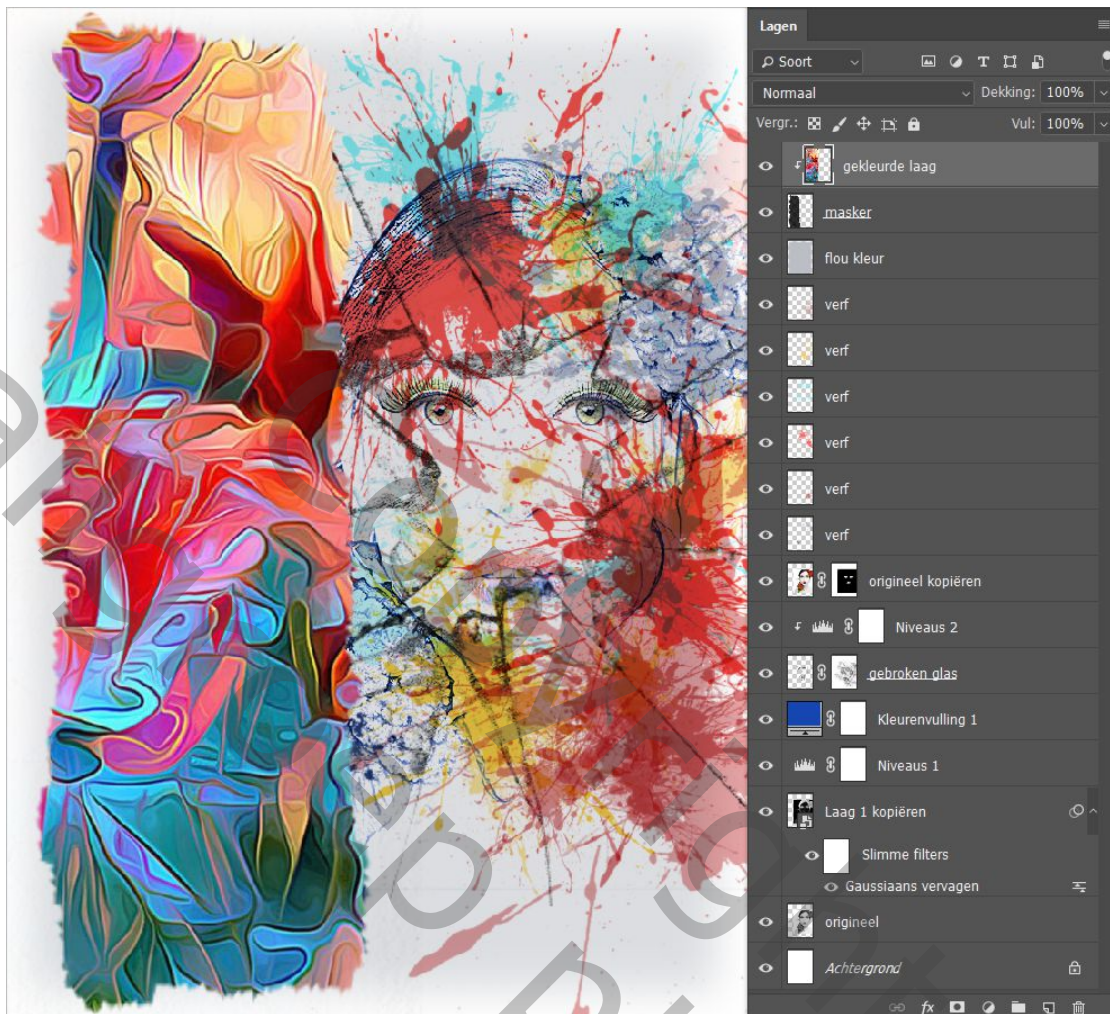 Lagen
Soort
Normaal Dekking: 100%
Vergr.: Vul: 100%
gekleurde laag
masker
flou kleur
verf
verf
verf
verf
verf
verf
origineel kopiëren
Niveaus 2
gebroken glas
Kleurenvulling 1
Niveaus 1
Laag 1 kopiëren
Slimme filters
Gaussiaans vervagen
origineel
Achtergrond
fx